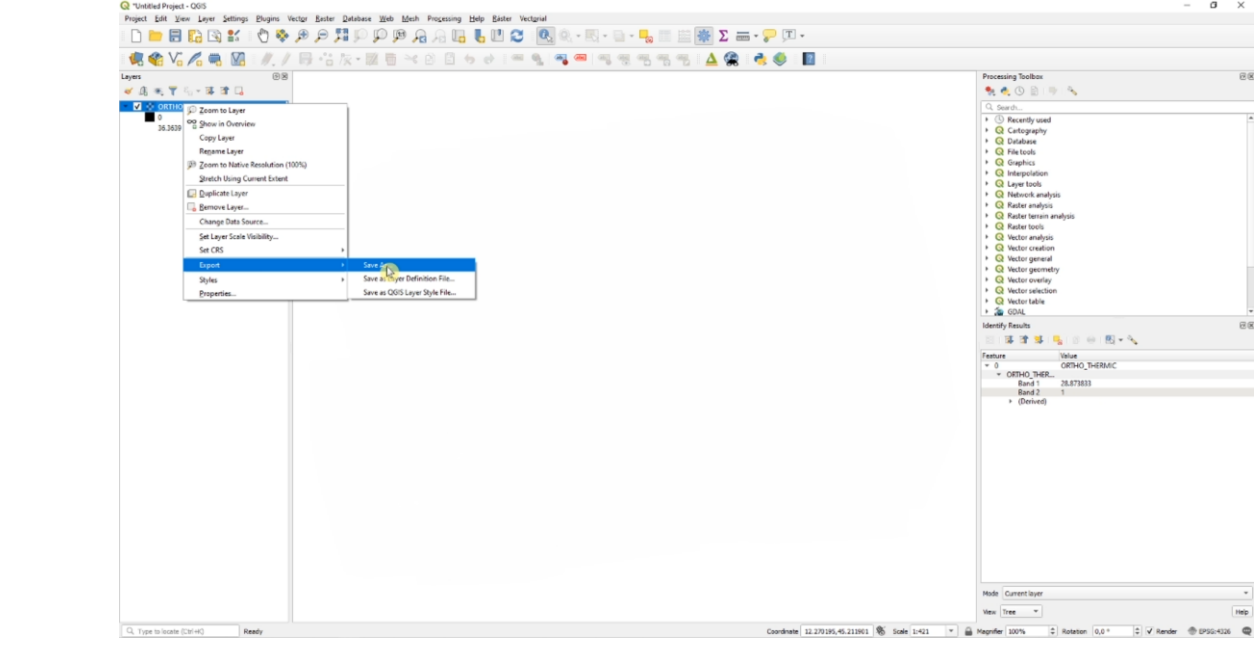 *Untitled Project - QGIS
Project Edit View Layer Settings Plugins Vector Raster Database Web Mesh Processing Help Raster Vectorial
Layers
ORTHO
0
36.3639
Zoom to Layer
Show in Overview
Copy Layer
Rename Layer
Zoom to Native Resolution (100%)
Stretch Using Current Extent
Duplicate Layer
Remove Layer...
Change Data Source...
Set Layer Scale Visibility...
Set CRS
Export
Styles
Properties...
Save
Save as Layer Definition File...
Save as QGIS Layer Style File...
Processing Toolbox
Search...
Recently used
Cartography
Database
File tools
Graphics
Interpolation
Layer tools
Network analysis
Raster analysis
Raster terrain analysis
Raster tools
Vector analysis
Vector creation
Vector general
Vector geometry
Vector overlay
Vector selection
Vector table
GDAL
Identify Results
Feature Value
0 ORTHO_THERMIC
ORTHO_THER...
Band 1 28.873833
Band 2 1
(Derived)
Mode Current layer
View Tree Help
Type to locate (Ctrl+K) Ready Coordinate 12.270195,45.211901 Scale 1:421 Magnifier 100% Rotation 0,0 ° Render EPSG:4326